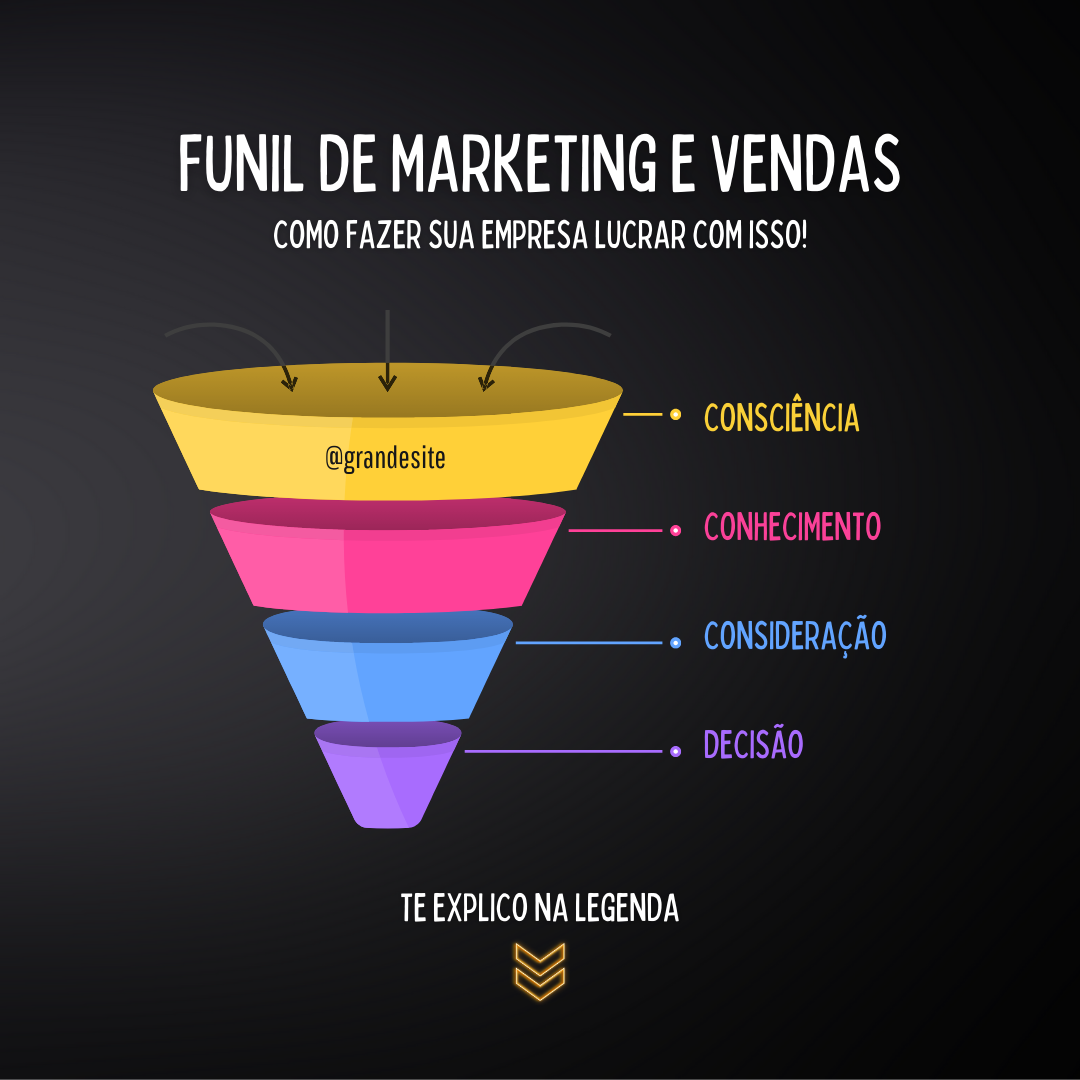 FUNIL DE MARKETING E VENDAS
COMO FAZER SUA EMPRESA LUCRAR COM ISSO!
@grandesite
CONSCIÊNCIA
CONHECIMENTO
CONSIDERAÇÃO
DECISÃO
TE EXPLICO NA LEGENDA